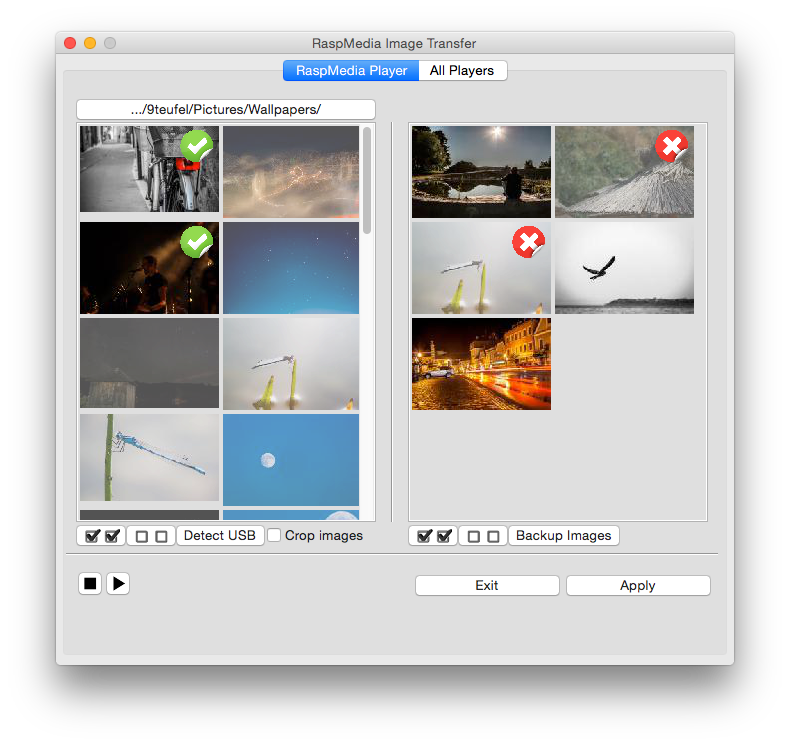 RaspMedia Image Transfer
RaspMedia Player All Players
.../9teufel/Pictures/Wallpapers/
Detect USB Crop images Backup Images
Exit Apply